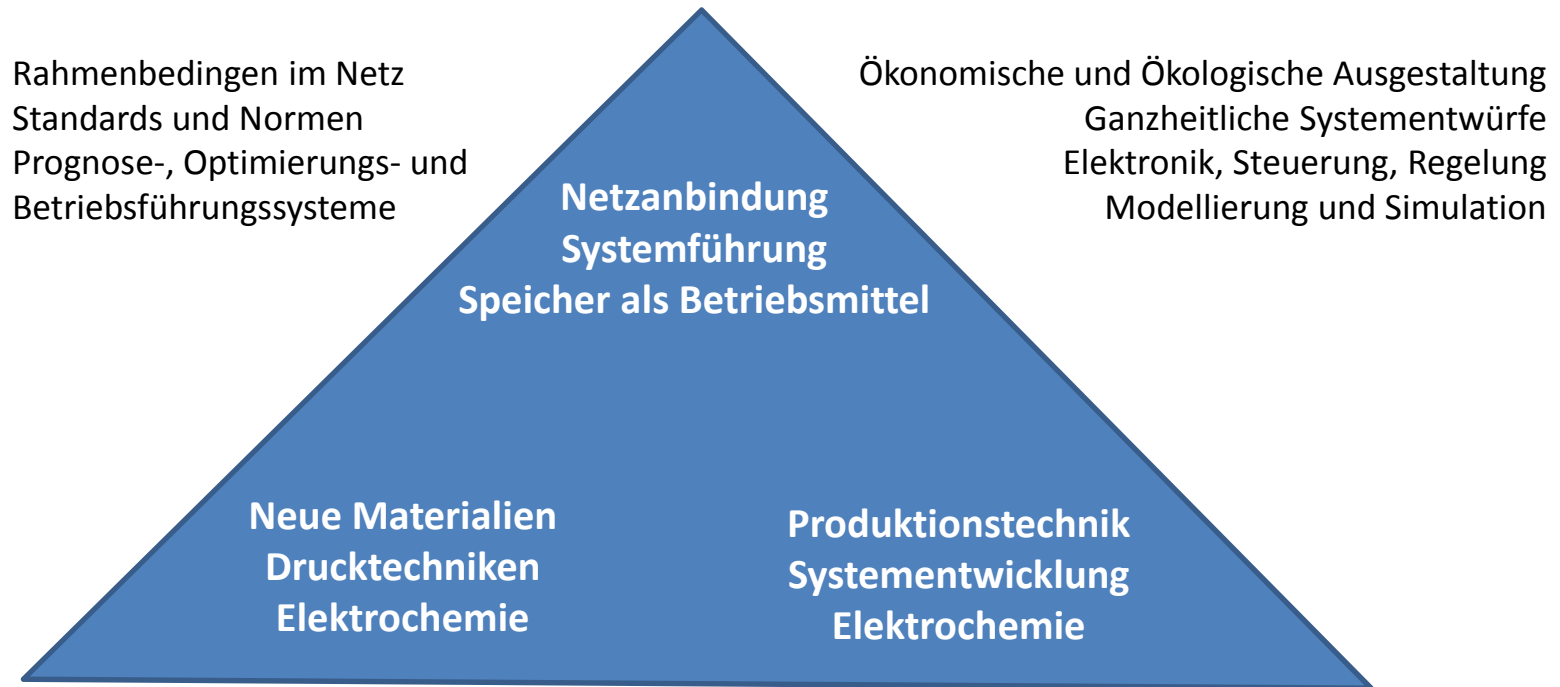 Rahmenbedingen im Netz
Standards und Normen
Prognose-, Optimierungs- und
Betriebsführungssysteme
Ökonomische und Ökologische Ausgestaltung
Ganzheitliche Systementwürfe
Elektronik, Steuerung, Regelung
Modellierung und Simulation
Netzanbindung
Systemführung
Speicher als Betriebsmittel
Neue Materialien
Drucktechniken
Elektrochemie
Produktionstechnik
Systementwicklung
Elektrochemie